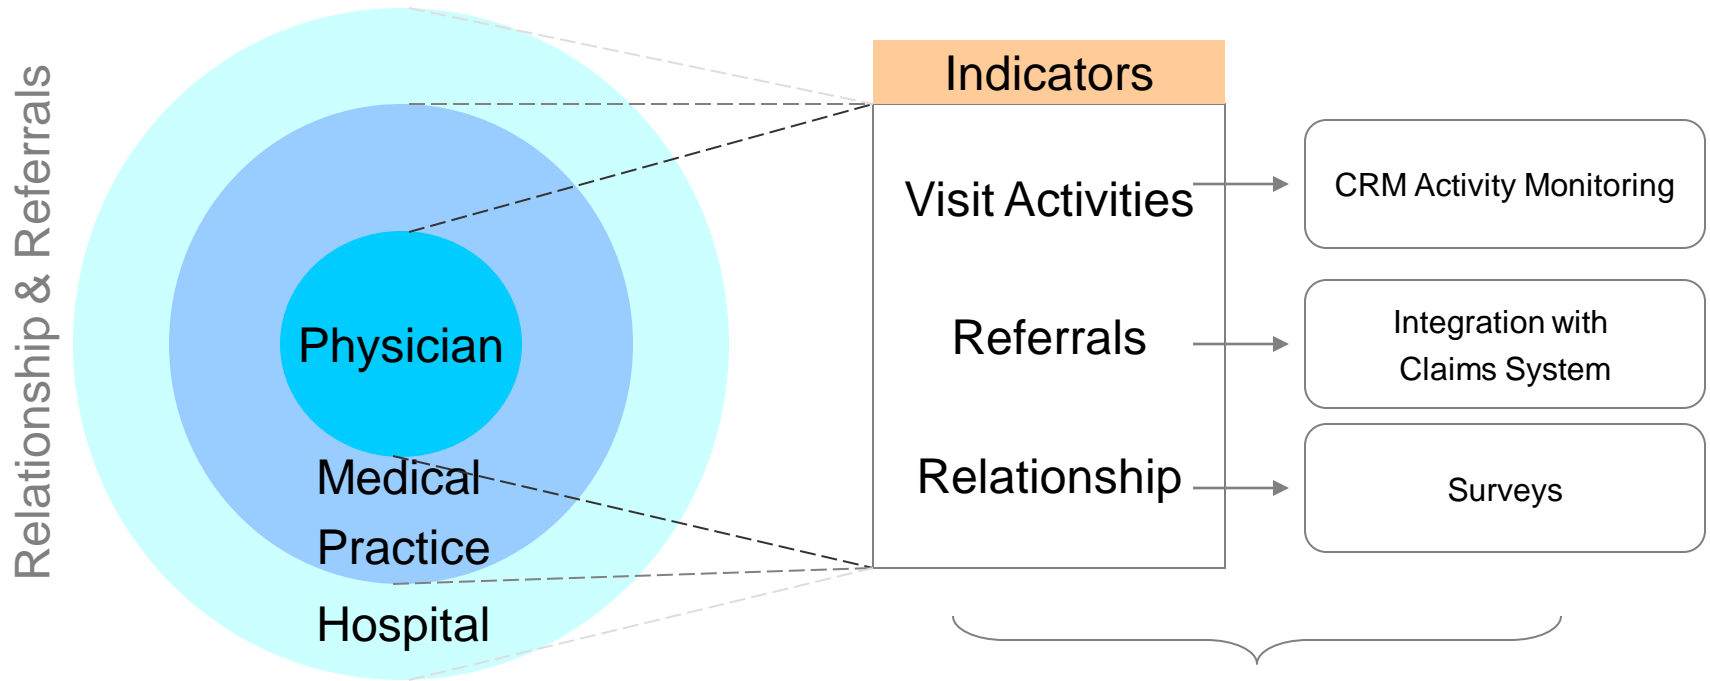 Relationship & Referrals
Physician
Medical
Practice
Hospital
Indicators
Visit Activities
Referrals
Relationship
CRM Activity Monitoring
Integration with
Claims System
Surveys